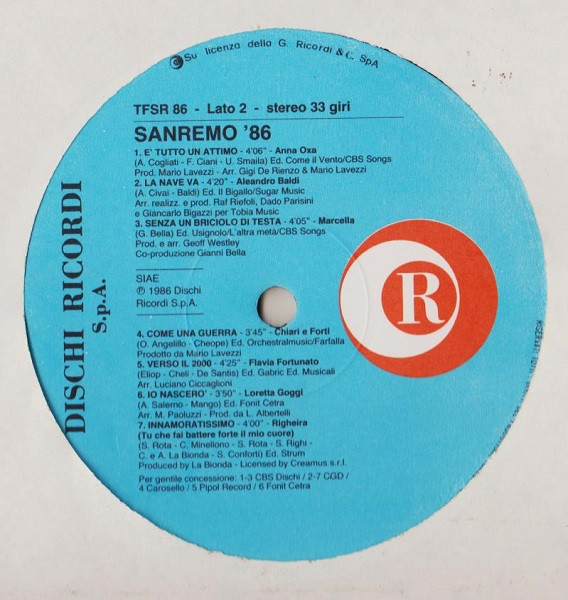 Su licenza della G. Ricordi & C. SpA
TFSR 86 - Lato 2 - stereo 33 giri
SANREMO '86
1. E' TUTTO UN ATTIMO - 4'06" - Anna Oxa
(A. Cogliati - F. Ciani - U. Smaila) Ed. Come il Vento/CBS Songs
Prod. Mario Lavezzi - Arr. Gigi De Rienzo & Mario Lavezzi
2. LA NAVE VA - 4'20" - Aleandro Baldi
(A. Civai - Baldi) Ed. Il Bigallo/Sugar Music
Arr. realizz. e prod. Raf Riefoli, Dado Parisini
e Giancarlo Bigazzi per Tobia Music
3. SENZA UN BRICIOLO DI TESTA - 4'05" - Marcella
(G. Bella) Ed. Usignolo/L'altra metà/CBS Songs
Prod. e arr. Geoff Westley
Co-produzione Gianni Bella
SIAE
℗ 1986 Dischi
Ricordi S.p.A.
R
DISCHI RICORDI
S.p.A.
4. COME UNA GUERRA - 3'45" - Chiari e Forti
(O. Angelillo - Cheope) Ed. Orchestralmusic/Farfalla
Prodotto da Mario Lavezzi
5. VERSO IL 2000 - 4'25" - Flavia Fortunato
(Eliop - Cheli - De Santis) Ed. Gabric Ed. Musicali
Arr. Luciano Ciccaglioni
6. IO NASCERO' - 3'50" - Loretta Goggi
(A. Salerno - Mango) Ed. Fonit Cetra
Arr. M. Paoluzzi - Prod. da L. Albertelli
7. INNAMORATISSIMO - 4'00" - Righeira
(Tu che fai battere forte il mio cuore)
(S. Rota - C. Minellono - S. Rota - S. Righi -
C. e A. La Bionda - S. Conforti) Ed. Strum
Produced by La Bionda - Licensed by Creamus s.r.l.
Per gentile concessione: 1-3 CBS Dischi / 2-7 CGD /
4 Carosello / 5 Pipol Record / 6 Fonit Cetra